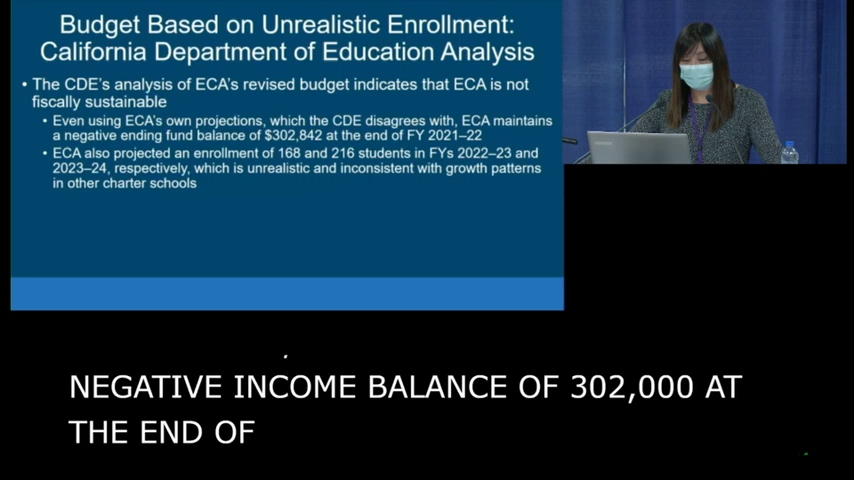 Budget Based on Unrealistic Enrollment:
California Department of Education Analysis
• The CDE's analysis of ECA's revised budget indicates that ECA is not
fiscally sustainable
• Even using ECA's own projections, which the CDE disagrees with, ECA maintains
a negative ending fund balance of $302,842 at the end of FY 2021–22
• ECA also projected an enrollment of 168 and 216 students in FYs 2022–23 and
2023–24, respectively, which is unrealistic and inconsistent with growth patterns
in other charter schools
NEGATIVE INCOME BALANCE OF 302,000 AT
THE END OF